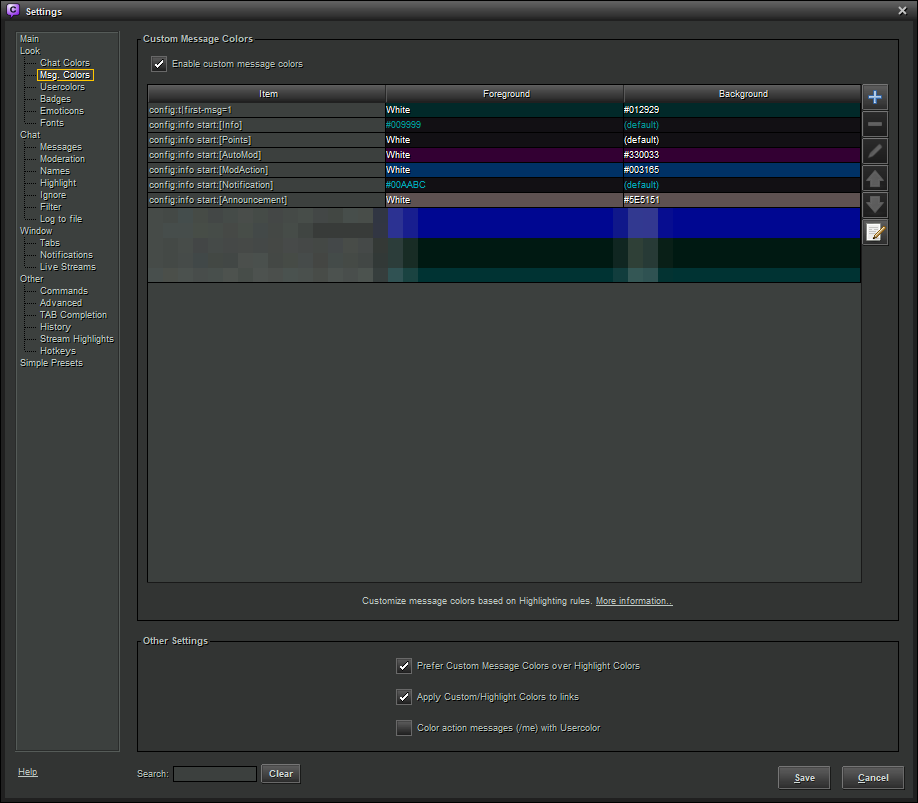 Settings
Main
Look
Chat Colors
Msg. Colors
Usercolors
Badges
Emoticons
Fonts
Chat
Messages
Moderation
Names
Highlight
Ignore
Filter
Log to file
Window
Tabs
Notifications
Live Streams
Other
Commands
Advanced
TAB Completion
History
Stream Highlights
Hotkeys
Simple Presets
Help
Custom Message Colors
Enable custom message colors
Item Foreground Background
config:t|first-msg=1 White #012929
config:info start:[Info] #009999 (default)
config:info start:[Points] White (default)
config:info start:[AutoMod] White #330033
config:info start:[ModAction] White #003165
config:info start:[Notification] #00AABC (default)
config:info start:[Announcement] White #5E5151
Customize message colors based on Highlighting rules. More information..
Other Settings
Prefer Custom Message Colors over Highlight Colors
Apply Custom/Highlight Colors to links
Color action messages (/me) with Usercolor
Search: Clear
Save Cancel